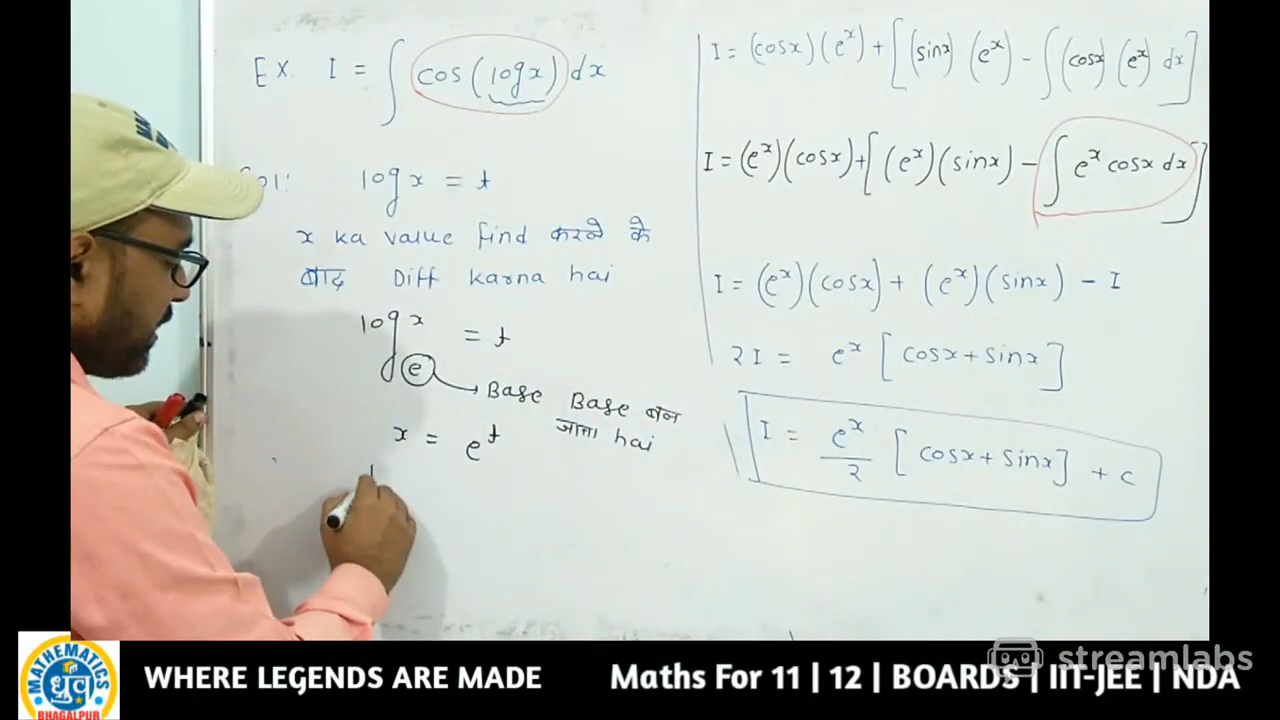 Ex. I = ∫ cos (log x) dx
log x = t
x ka value find करने के
बाद Diff karna hai
log x = t
e → Base Base बन
जाता hai
x = e^t
I = (cos x) (e^x) + [(sin x) (e^x) - ∫ (cos x) (e^x) dx]
I = (e^x)(cos x) + [(e^x)(sin x) - ∫ e^x cos x dx]
I = (e^x)(cos x) + (e^x)(sin x) - I
2I = e^x [cos x + sin x]
I = e^x/2 [cos x + sin x] + c
MATHEMATICS
ध्रुव
BHAGALPUR
WHERE LEGENDS ARE MADE
Maths For 11 | 12 | BOARDS | IIT-JEE | NDA
streamlabs